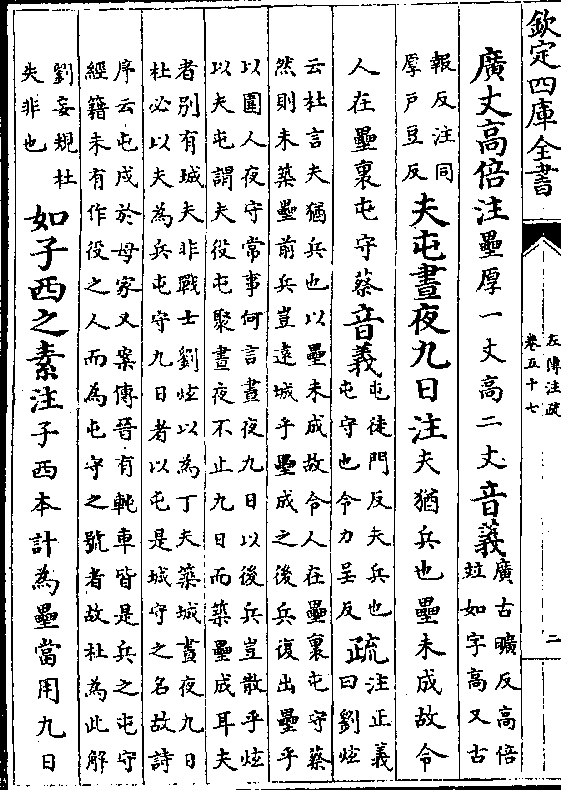 欽定四庫全書
左傳注疏
卷五十七
二
廣丈高倍注壘厚一丈高二丈音義廣古曠反高倍
竝如字高又古
報反注同
厚戶豆反
夫屯晝夜九日注夫猶兵也壘未成故令
人在壘裏屯守蔡音義屯徒門反夫兵也
屯守也令力呈反
疏注正義
曰劉炫
云杜言夫猶兵也以壘未成故令人在壘裏屯守蔡
然則未築壘前兵豈遠城乎壘成之後兵復出壘乎
以圍人夜守常事何言晝夜九日以後兵豈散乎炫
以夫屯謂夫役屯聚晝夜不止九日而築壘成耳夫
者別有城夫非戰士劉炫以為丁夫築城晝夜九日
杜必以夫為兵屯守九日者以屯是城守之名故詩
序云屯戍於母家又案傳晉有軘車皆是兵之屯守
經籍未有作役之人而為屯守之號者故杜為此解
劉妄規杜
失非也
如子西之素注子西本計為壘當用九日